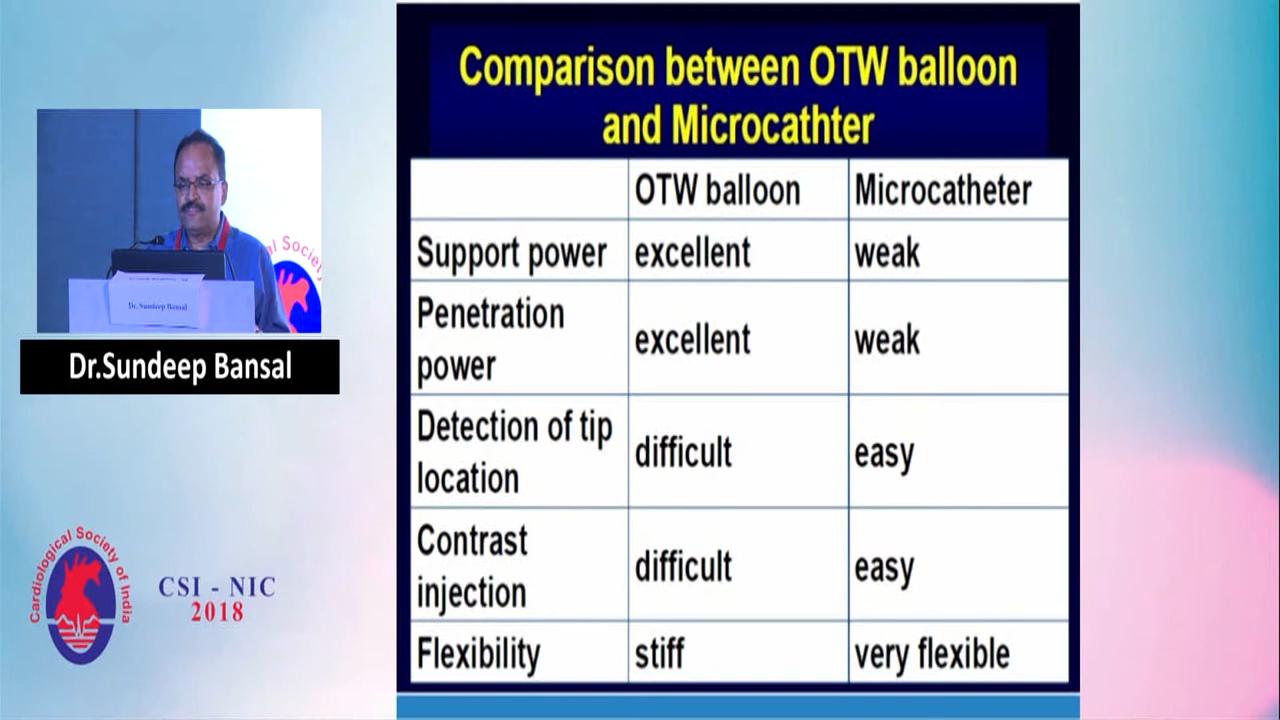 Comparison between OTW balloon
and Microcathter
OTW balloon
Microcatheter
Support power
excellent
weak
Penetration
power
excellent
weak
Detection of tip
location
difficult
easy
Contrast
injection
difficult
easy
Flexibility
stiff
very flexible
al Society
Dr. Sundeep Bansal
Dr.Sundeep Bansal
Cardiological Society of India
CSI - NIC
2018